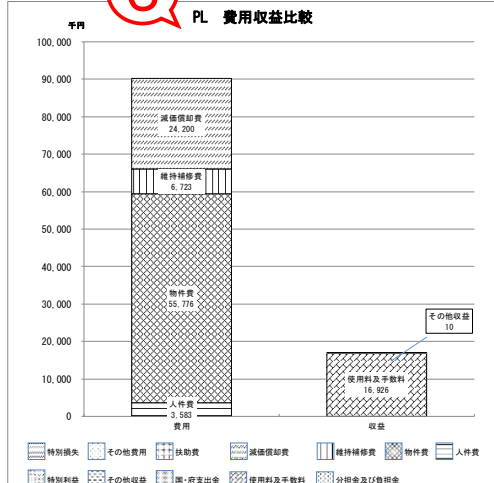 PL 費用収益比較
千円
100,000
90,000
80,000
70,000
60,000
50,000
40,000
30,000
20,000
10,000
0
減価償却費
24,200
維持補修費
6,723
物件費
55,776
人件費
3,583
その他収益
10
使用料及手数料
16,926
費用 収益
特別損失 その他費用 扶助費 減価償却費 維持補修費 物件費 人件費
特別利益 その他収益 国・府支出金 使用料及手数料 分担金及び負担金